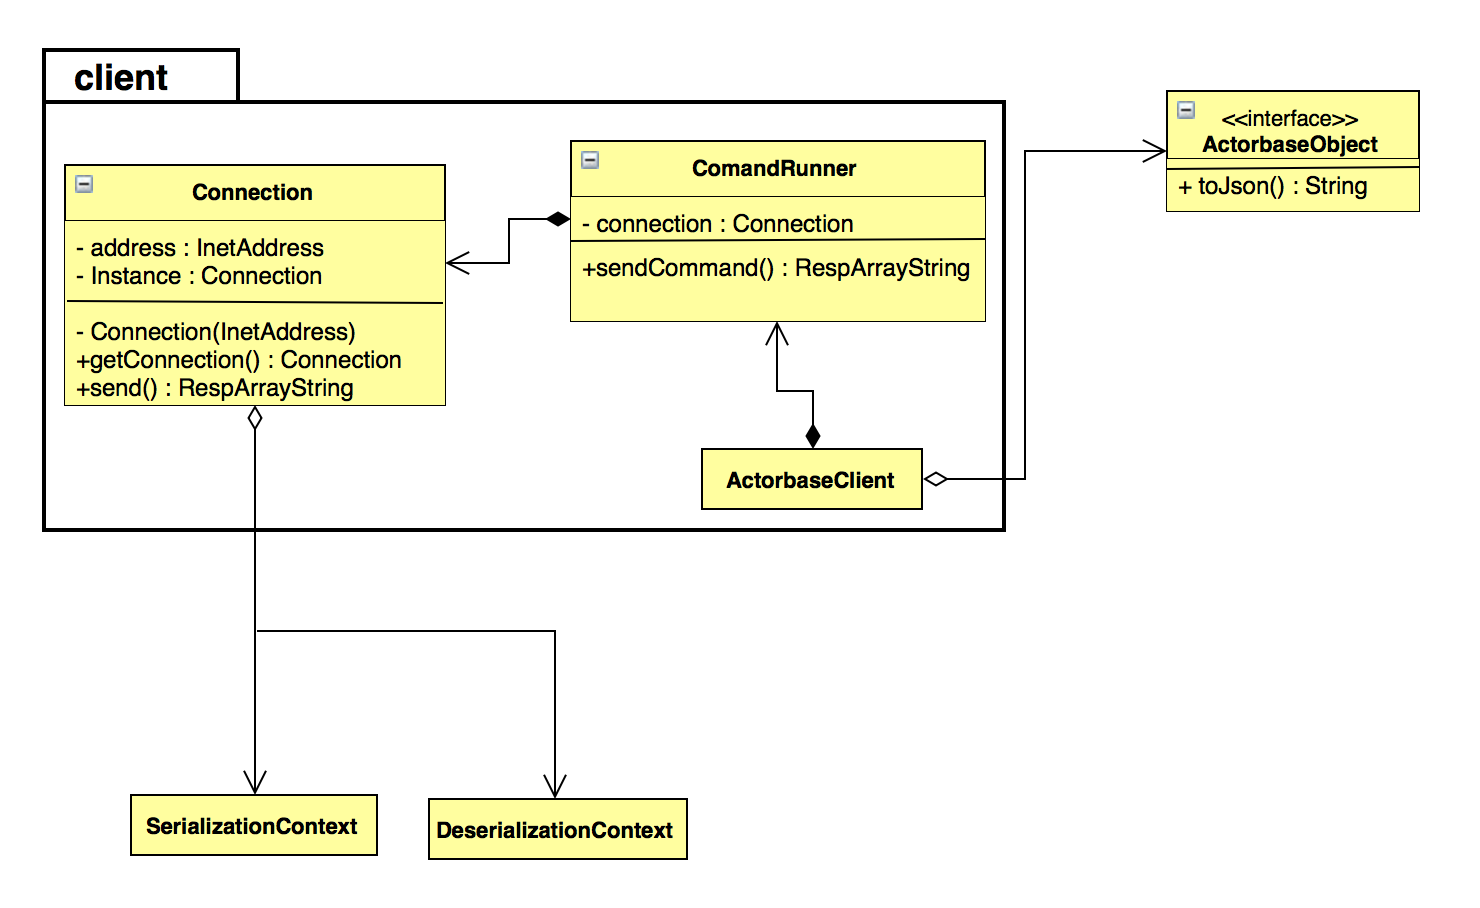 client
Connection
- address : InetAddress
- Instance : Connection
- Connection(InetAddress)
+getConnection() : Connection
+send() : RespArrayString
ComandRunner
- connection : Connection
+sendCommand() : RespArrayString
<<interface>>
ActorbaseObject
+ toJson() : String
ActorbaseClient
SerializationContext
DeserializationContext